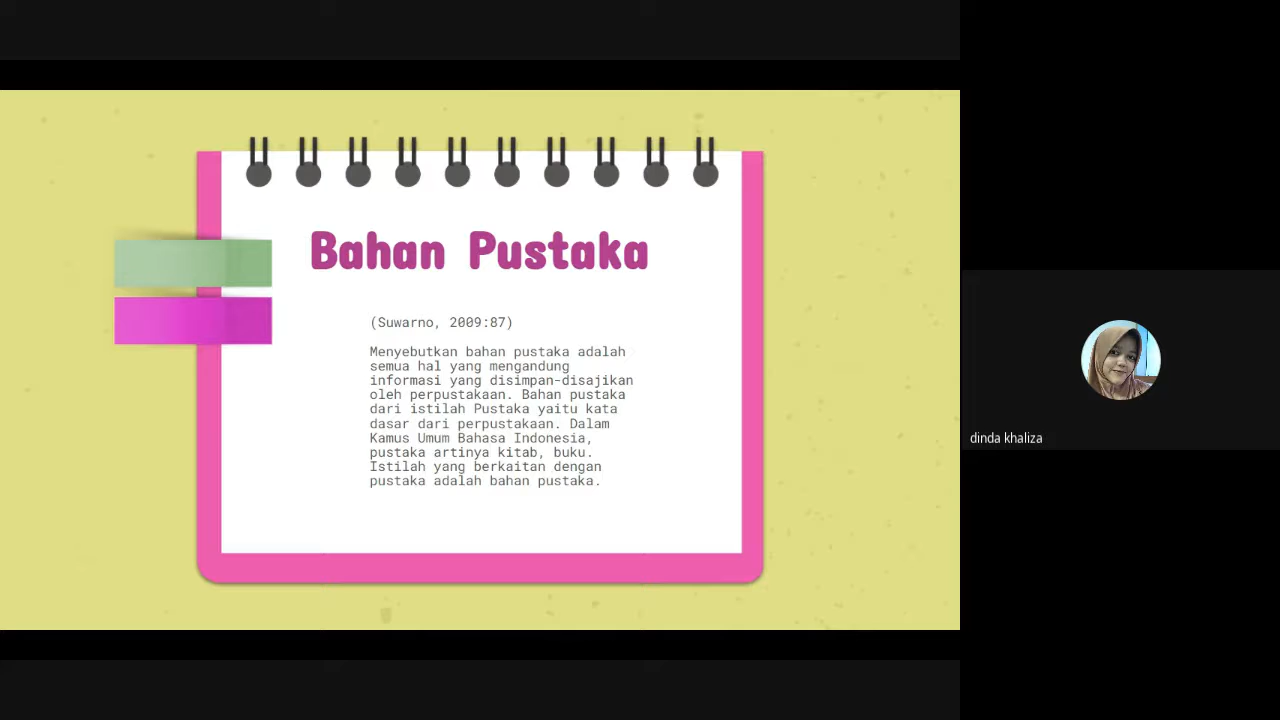 Bahan Pustaka
(Suwarno, 2009:87)
Menyebutkan bahan pustaka adalah
semua hal yang mengandung
informasi yang disimpan-disajikan
oleh perpustakaan. Bahan pustaka
dari istilah Pustaka yaitu kata
dasar dari perpustakaan. Dalam
Kamus Umum Bahasa Indonesia,
pustaka artinya kitab, buku.
Istilah yang berkaitan dengan
pustaka adalah bahan pustaka.
dinda khaliza